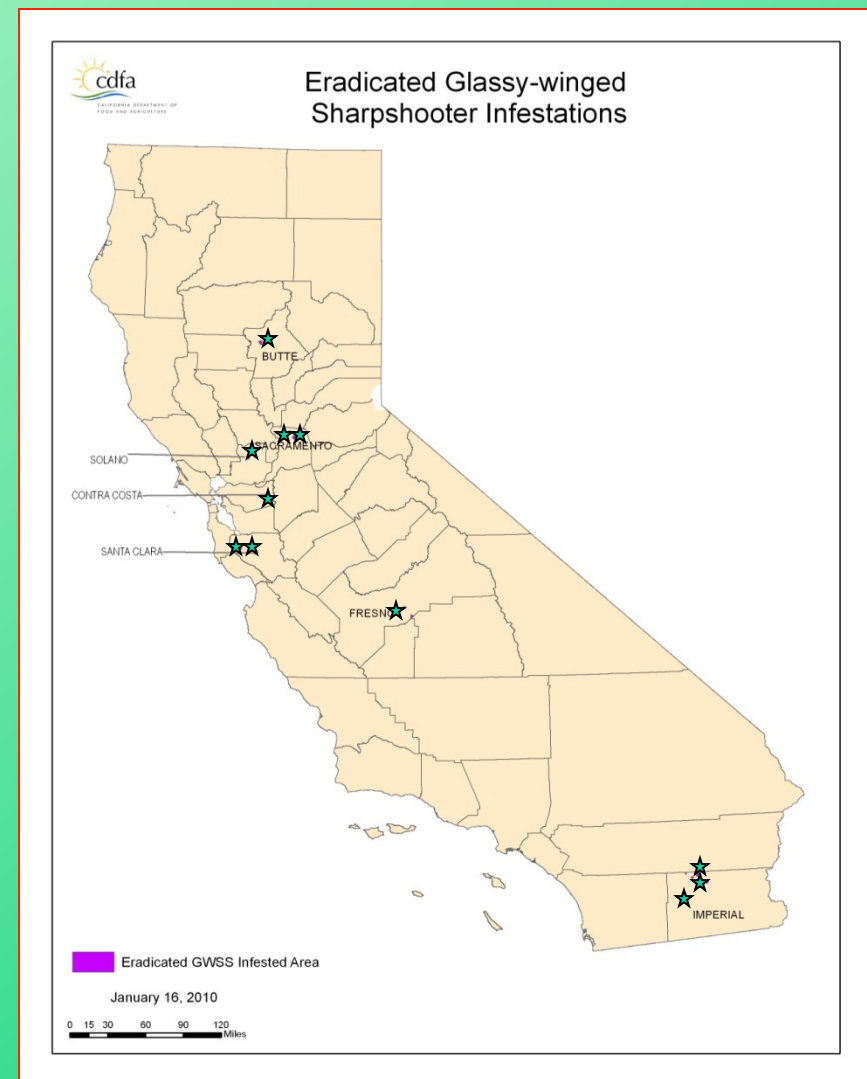 cdfa
CALIFORNIA DEPARTMENT OF
FOOD AND AGRICULTURE
Eradicated Glassy-winged
Sharpshooter Infestations
BUTTE
SACRAMENTO
SOLANO
CONTRA COSTA
SANTA CLARA
FRESNO
IMPERIAL
Eradicated GWSS Infested Area
January 16, 2010
0 15 30 60 90 120
Miles